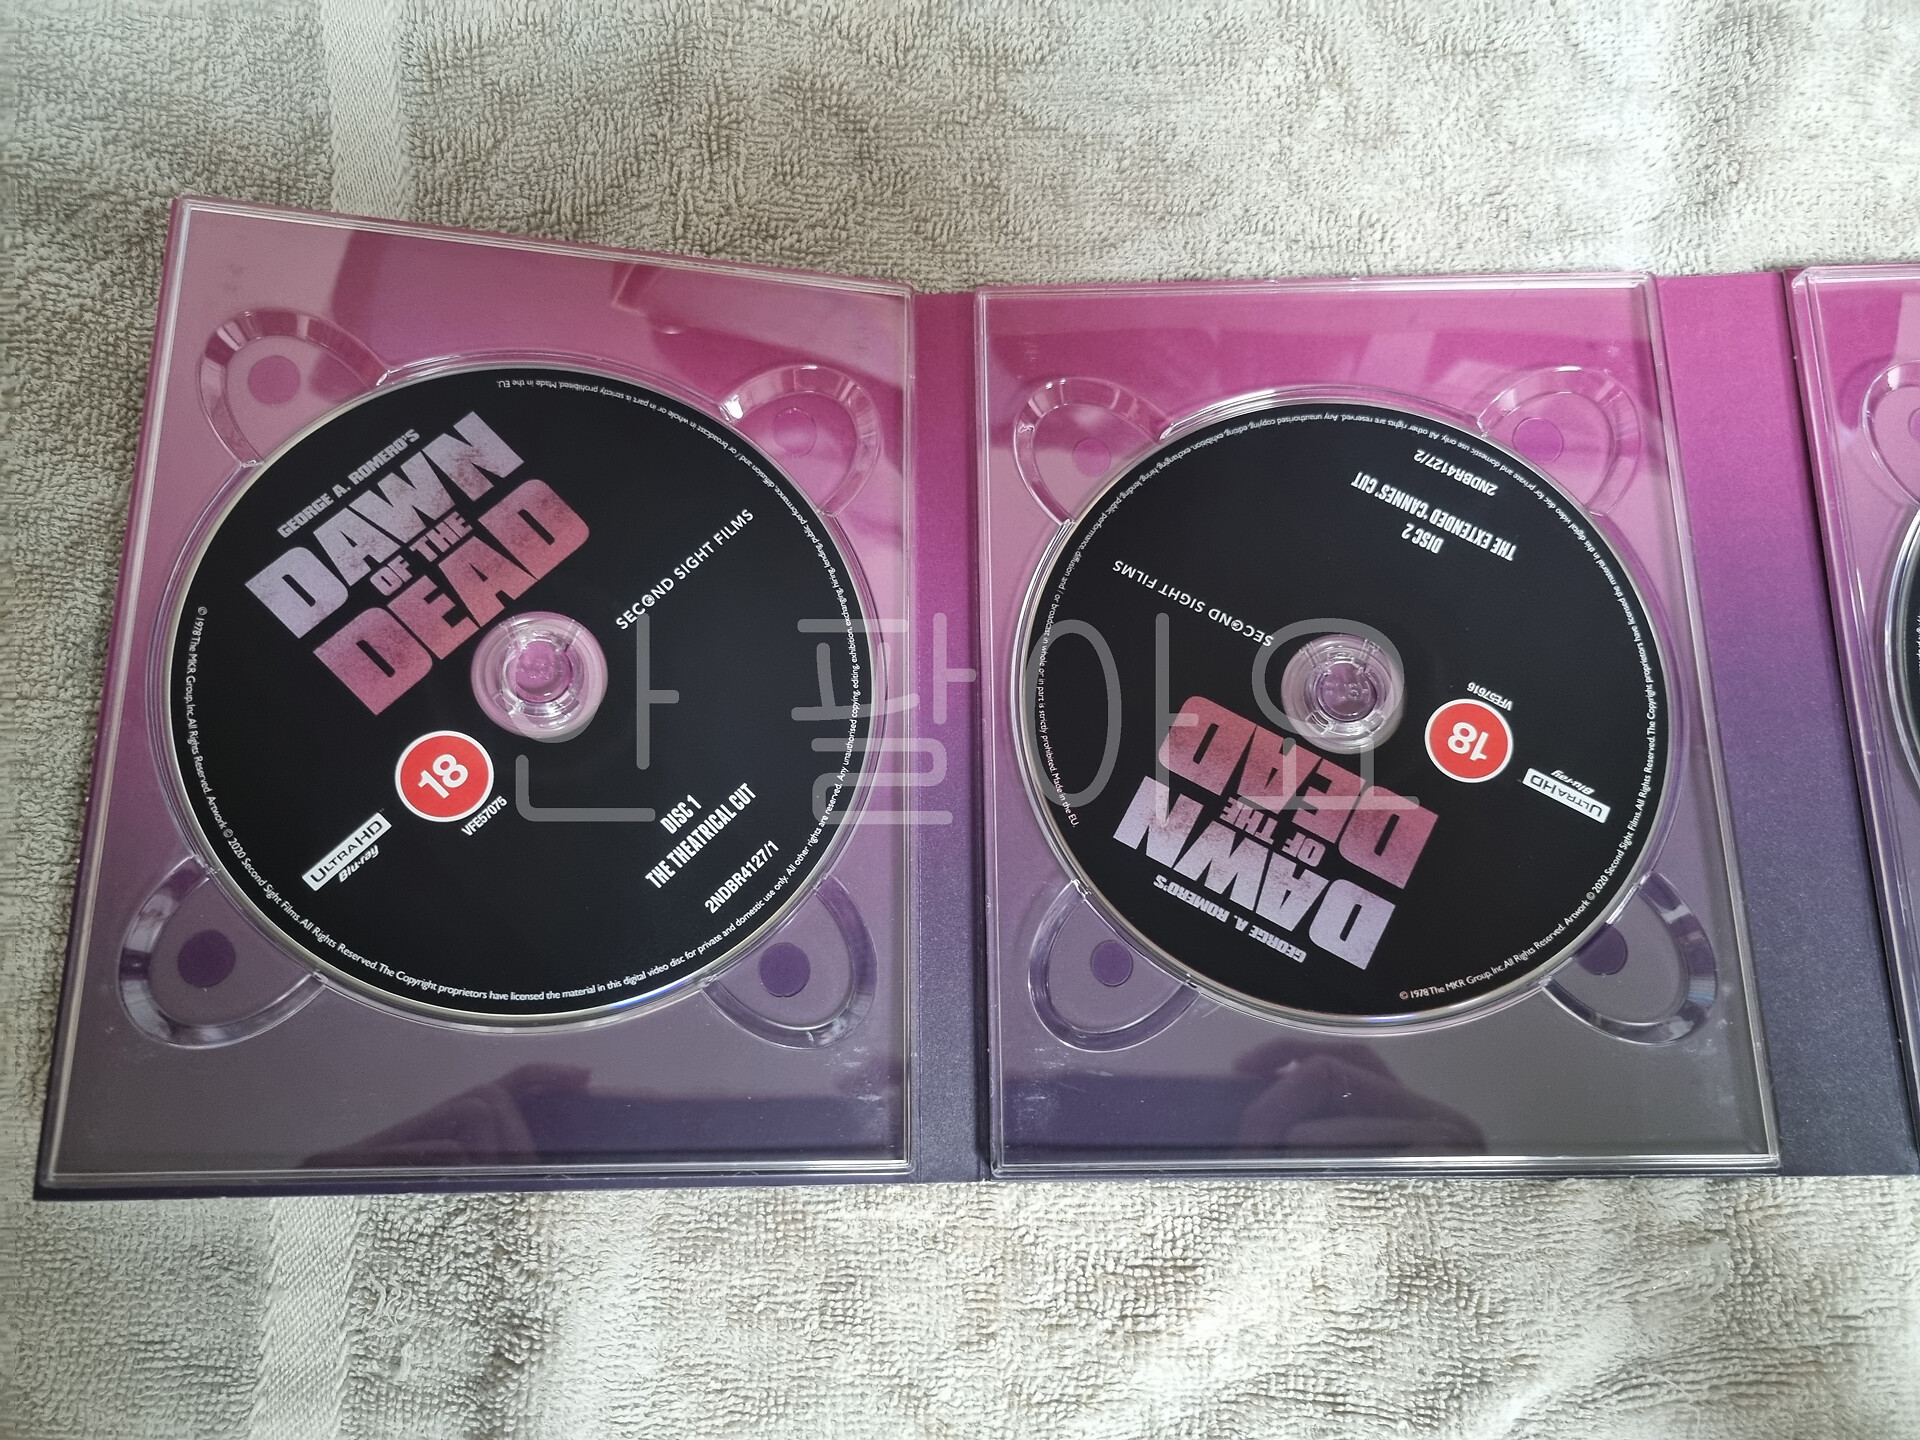 GEORGE A. ROMERO'S
DAWN
OF THE
DEAD
SECOND SIGHT FILMS
18
VFE57075
ULTRA HD
Blu-ray
DISC 1
THE THEATRICAL CUT
2NDBR4127/1
© 1978 The MKR Group, Inc. All Rights Reserved. Artwork © 2020 Second Sight Films. All Rights Reserved. The Copyright proprietors have licensed the material in this digital video disc for private and domestic use only. All other rights are reserved. Any unauthorised copying, editing, exhibition, exchanging, hiring, lending, public performance, diffusion and / or broadcast in whole or in part is strictly prohibited. Made in the EU.
GEORGE A. ROMERO'S
DAWN
OF THE
DEAD
SECOND SIGHT FILMS
18
VFE57616
ULTRA HD
Blu-ray
DISC 2
THE EXTENDED 'CANNES' CUT
2NDBR4127/2
© 1978 The MKR Group, Inc. All Rights Reserved. Artwork © 2020 Second Sight Films. All Rights Reserved. The Copyright proprietors have licensed the material in this digital video disc for private and domestic use only. All other rights are reserved. Any unauthorised copying, editing, exhibition, exchanging, hiring, lending, public performance, diffusion and / or broadcast in whole or in part is strictly prohibited. Made in the EU.
안 팔아요